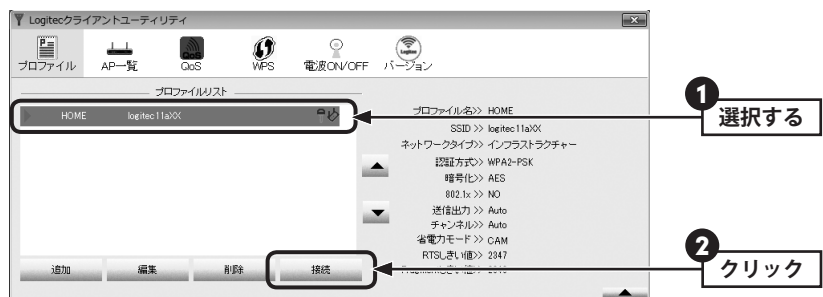 Logitecクライアントユーティリティ
プロファイル AP一覧 QoS WPS 電波ON/OFF バージョン
プロファイルリスト
HOME logitec11aXX
プロファイル名>> HOME
SSID >> logitec11aXX
ネットワークタイプ>> インフラストラクチャー
認証方式>> WPA2-PSK
暗号化>> AES
802.1x >> NO
送信出力 >> Auto
チャンネル>> Auto
省電力モード >> CAM
RTSしきい値>> 2347
追加 編集 削除 接続
1 選択する
2 クリック